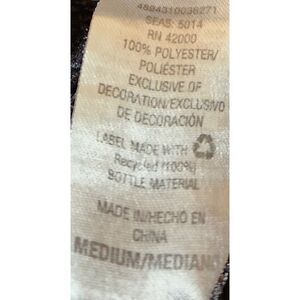 4894310036271
SEAS: 5014
RN 42000
100% POLYESTER/
POLIÉSTER
EXCLUSIVE OF
DECORATION/EXCLUSIVO
DE DECORACIÓN
LABEL MADE WITH
Recycled (100%)
BOTTLE MATERIAL
MADE IN/HECHO EN
CHINA
MEDIUM/MEDIANO